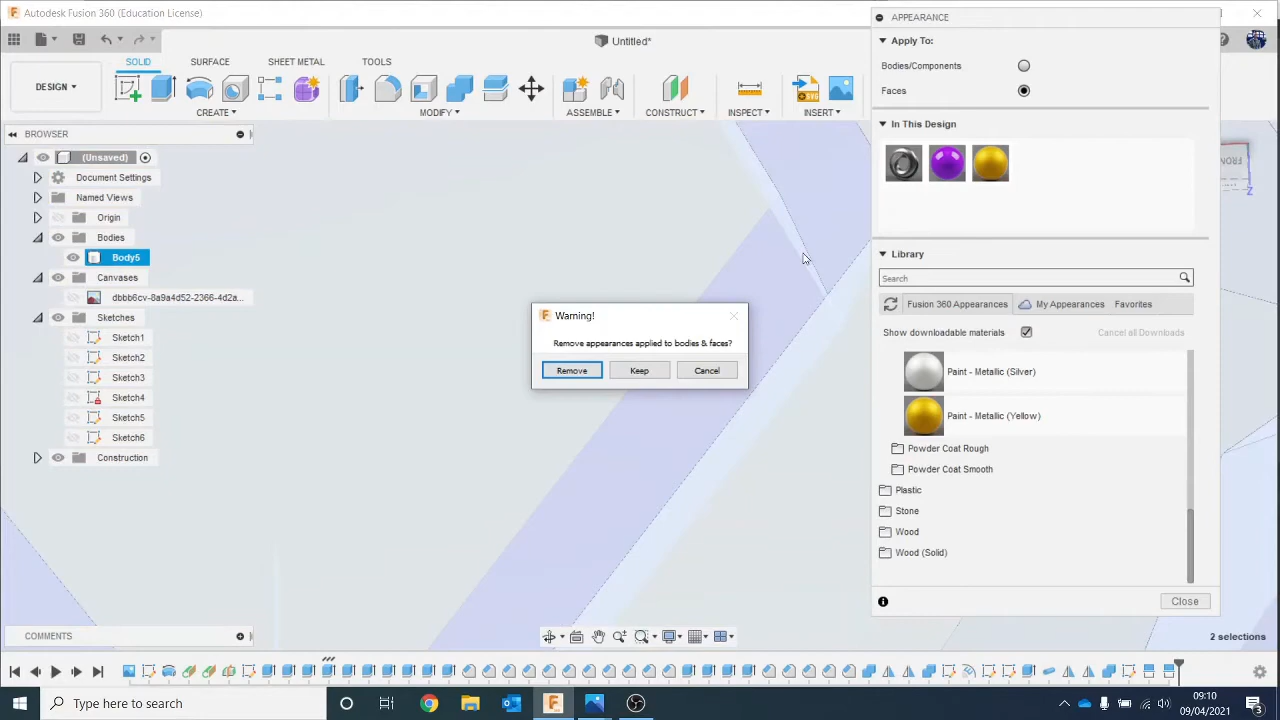 Autodesk Fusion 360 (Education License)
Untitled*
SOLID
SURFACE
SHEET METAL
TOOLS
DESIGN
CREATE
MODIFY
ASSEMBLE
CONSTRUCT
INSPECT
INSERT
BROWSER
(Unsaved)
Document Settings
Named Views
Origin
Bodies
Body5
Canvases
dbbb6cv-8a9a4d52-2366-4d2a...
Sketches
Sketch1
Sketch2
Sketch3
Sketch4
Sketch5
Sketch6
Construction
COMMENTS
Warning!
Remove appearances applied to bodies & faces?
Remove
Keep
Cancel
APPEARANCE
Apply To:
Bodies/Components
Faces
In This Design
Library
Search
Fusion 360 Appearances
My Appearances
Favorites
Show downloadable materials
Cancel all Downloads
Paint - Metallic (Silver)
Paint - Metallic (Yellow)
Powder Coat Rough
Powder Coat Smooth
Plastic
Stone
Wood
Wood (Solid)
Close
FRONT
Z
2 selections
Type here to search
09:10
09/04/2021
3